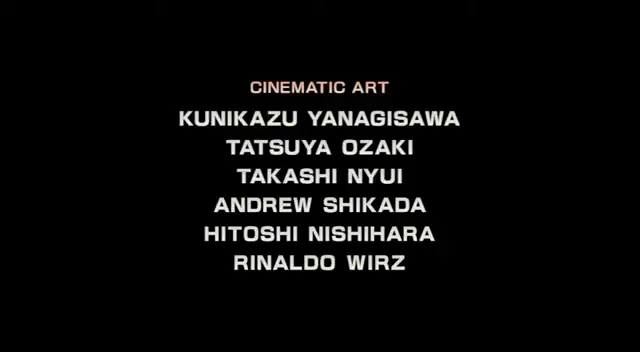 CINEMATIC ART
KUNIKAZU YANAGISAWA
TATSUYA OZAKI
TAKASHI NYUI
ANDREW SHIKADA
HITOSHI NISHIHARA
RINALDO WIRZ